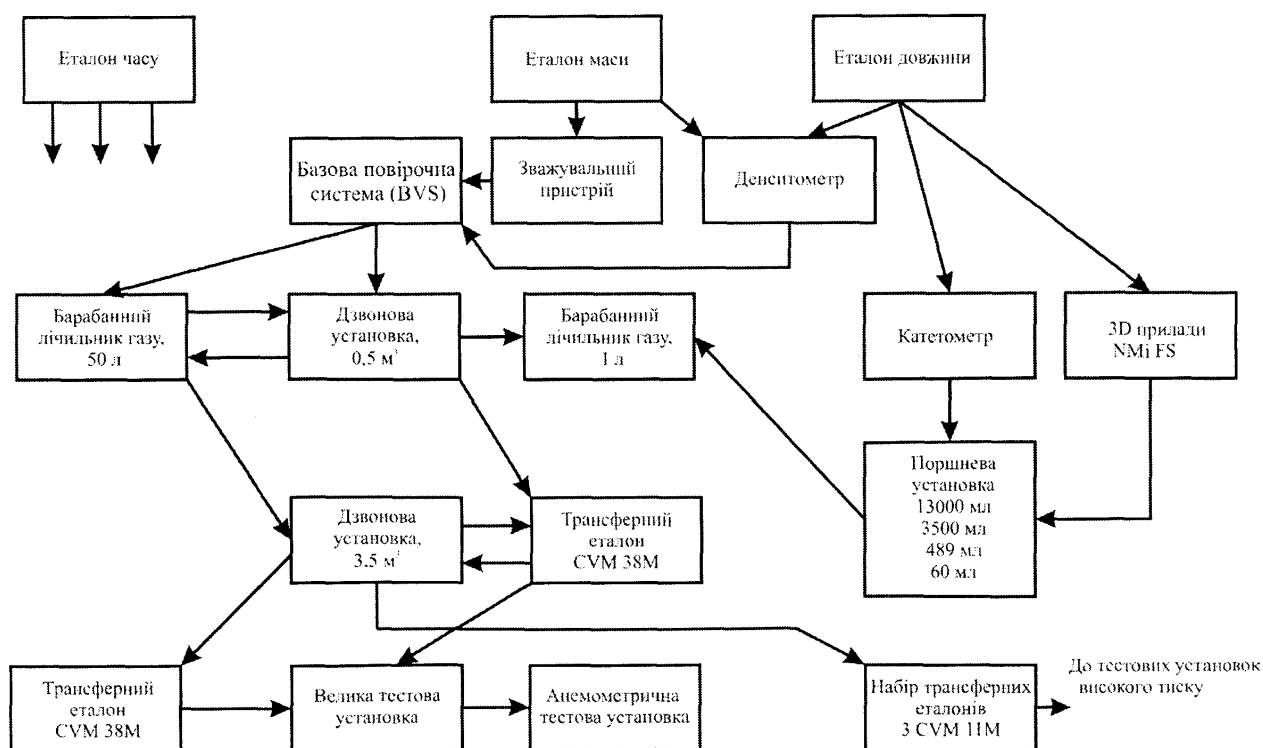 Еталон часу
Еталон маси
Еталон довжини
Базова повірочна
система (BVS)
Зважувальний
пристрій
Денситометр
Барабанний
лічильник газу,
50 л
Дзвонова
установка,
0,5 м³
Барабанний
лічильник газу,
1 л
Катетометр
3D прилади
NMi FS
Поршнева
установка
13000 мл
3500 мл
489 мл
60 мл
Дзвонова
установка,
3.5 м³
Трансферний
еталон
CVM 38M
Трансферний
еталон
CVM 38M
Велика тестова
установка
Анемометрична
тестова установка
Набір трансферних
еталонів
3 CVM 11M
До тестових установок
високого тиску